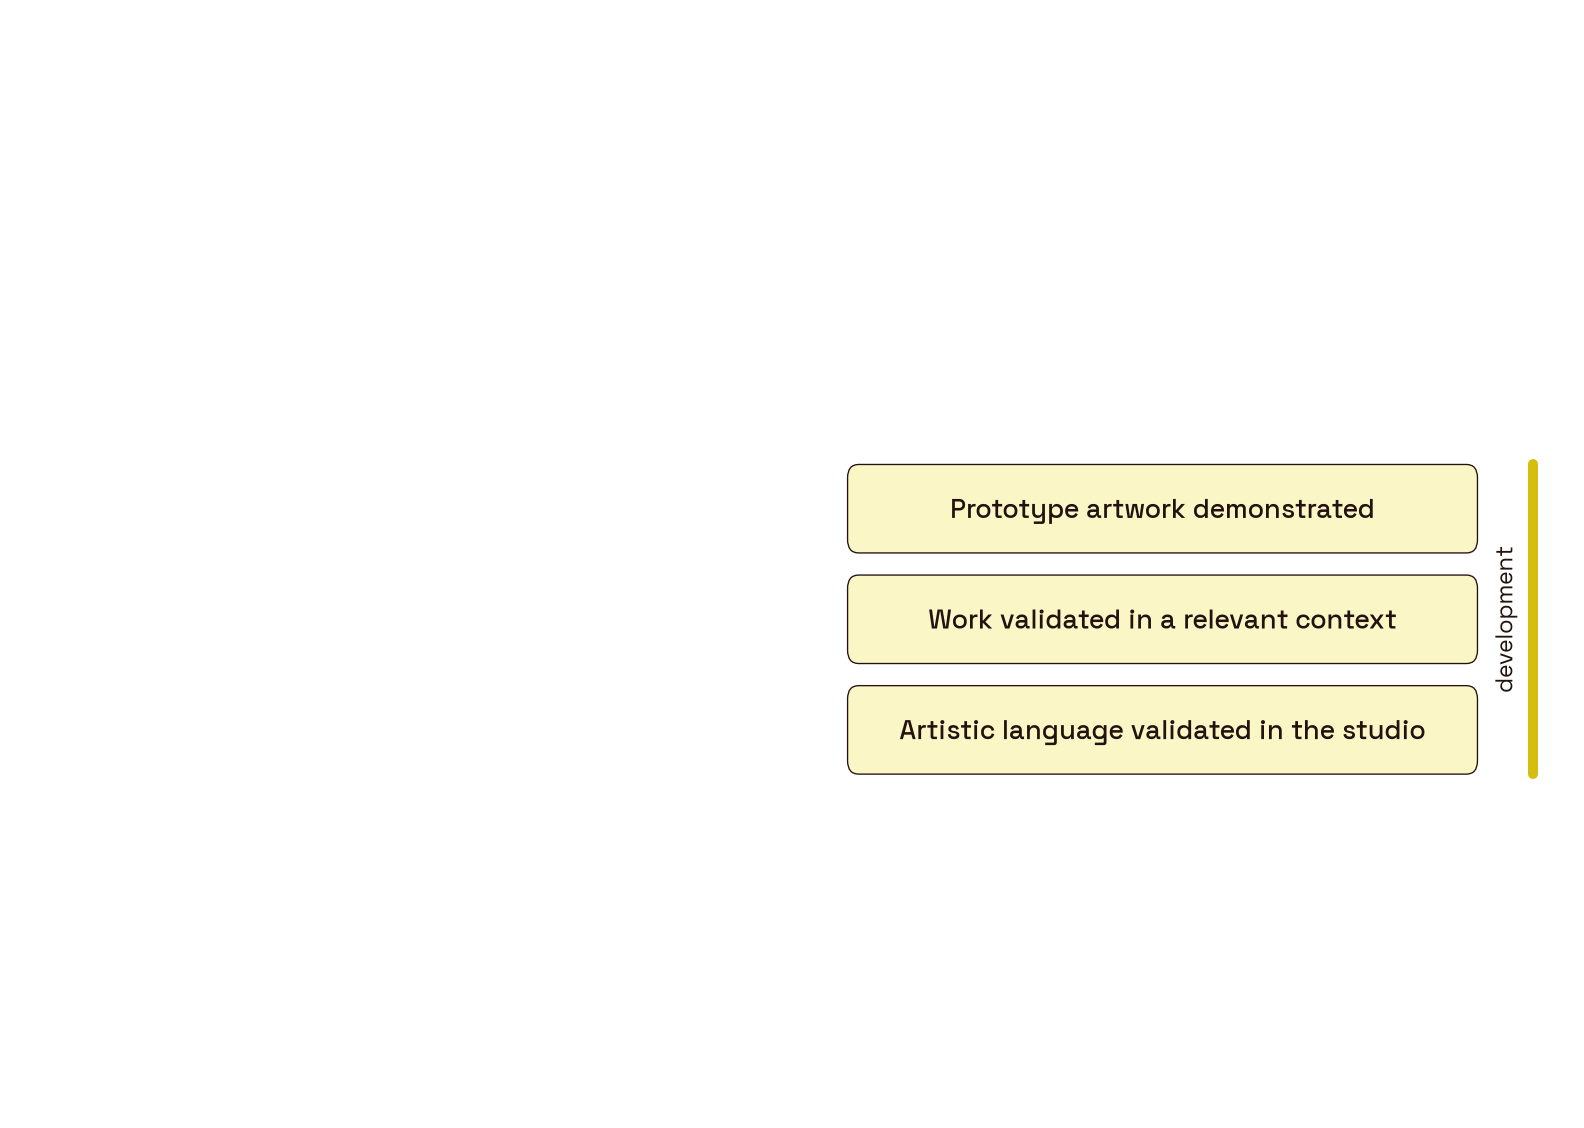 Prototype artwork demonstrated
Work validated in a relevant context
Artistic language validated in the studio
development